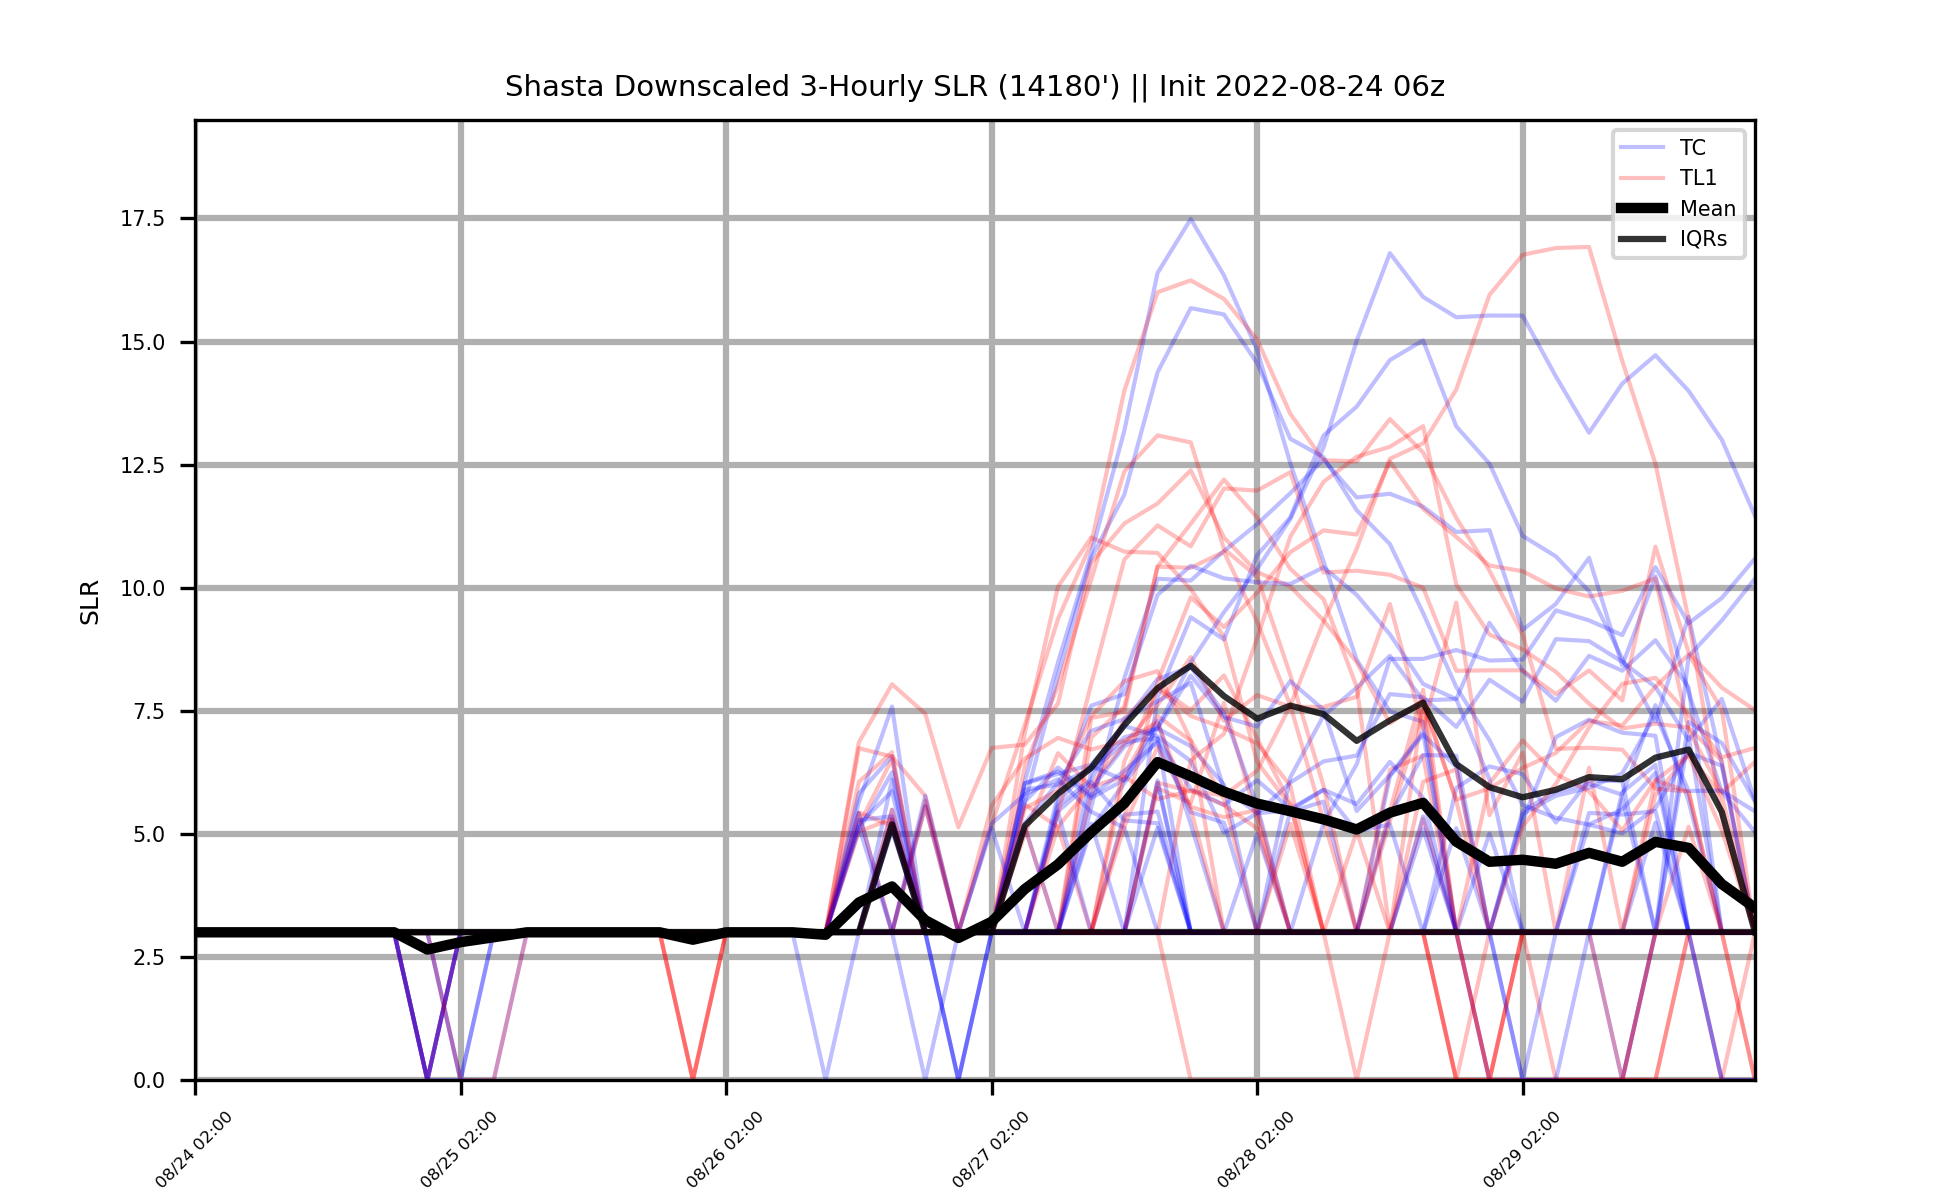 Shasta Downscaled 3-Hourly SLR (14180') || Init 2022-08-24 06z
TC
TL1
Mean
IQRs
SLR
17.5
15.0
12.5
10.0
7.5
5.0
2.5
0.0
08/24 02:00
08/25 02:00
08/26 02:00
08/27 02:00
08/28 02:00
08/29 02:00